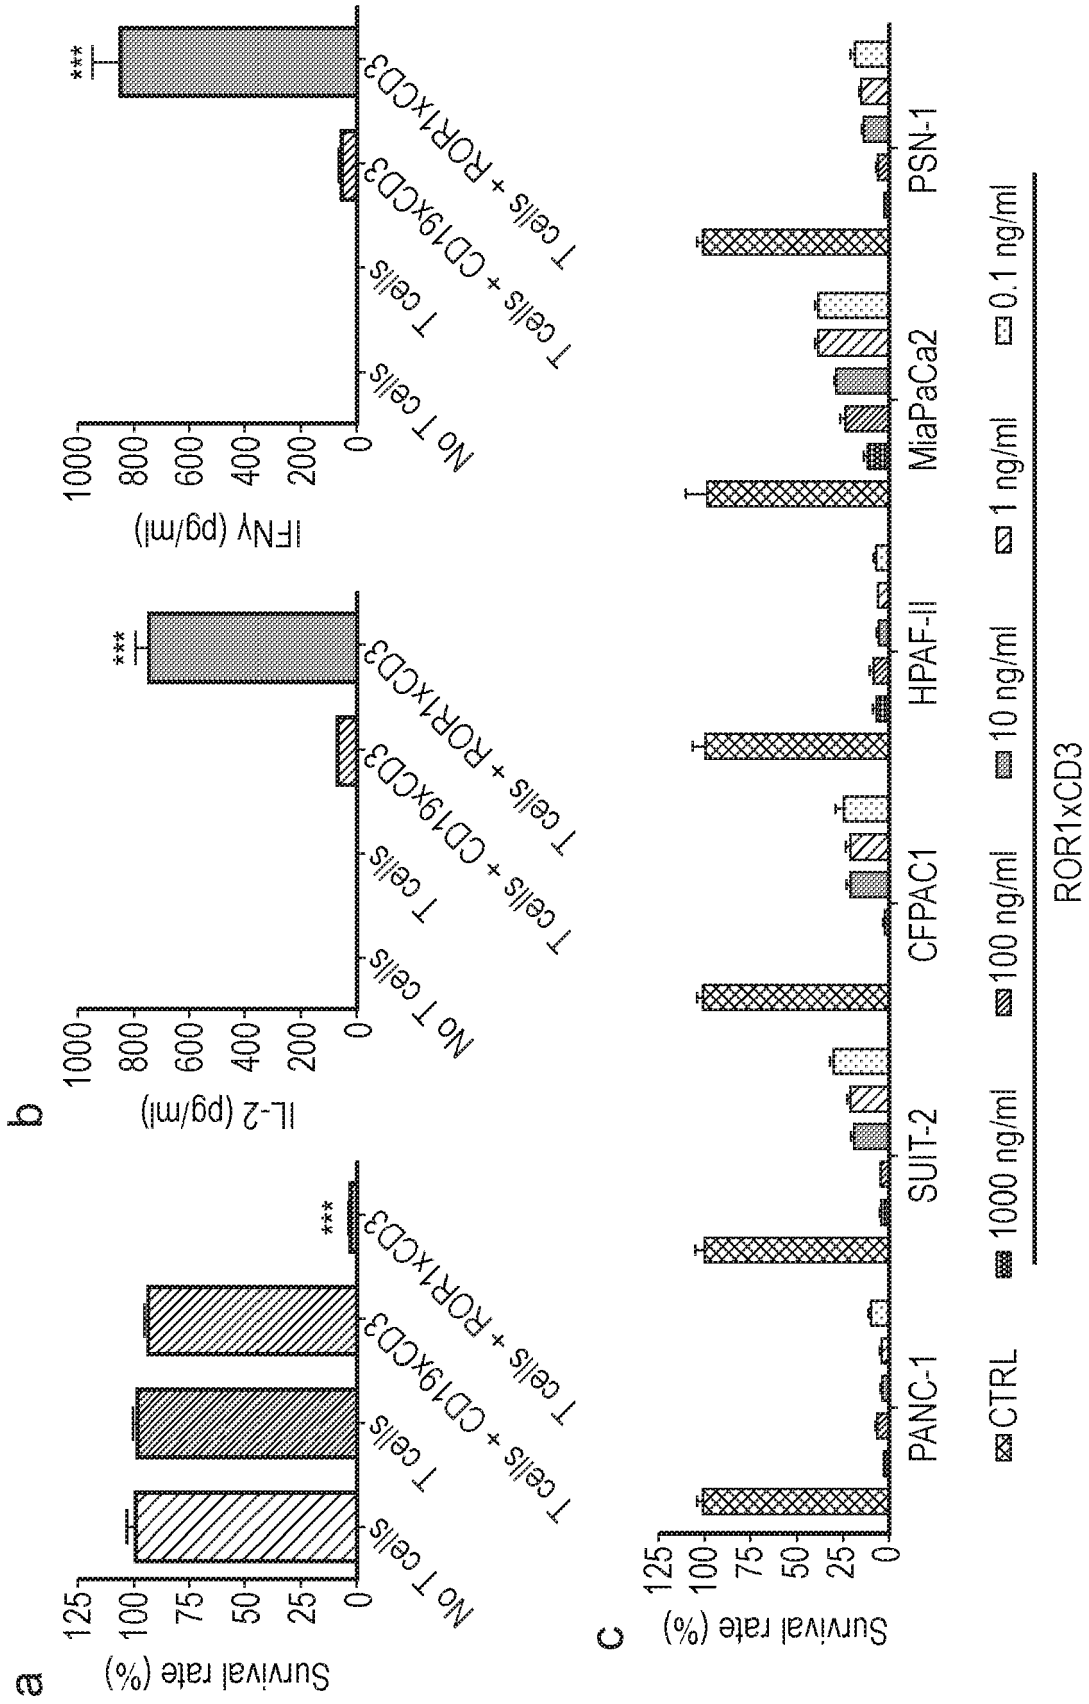 a
Survival rate
(%)
125
100
75
50
25
0
No T cells
T cells
T cells + CD19xCD3
T cells + ROR1xCD3
***
b
IL-2 (pg/ml)
1000
800
600
400
200
0
No T cells
T cells
T cells + CD19xCD3
T cells + ROR1xCD3
***
IFNγ (pg/ml)
1000
800
600
400
200
0
No T cells
T cells
T cells + CD19xCD3
T cells + ROR1xCD3
***
c
Survival rate (%)
125
100
75
50
25
0
PANC-1
SUIT-2
CFPAC1
HPAF-II
MiaPaCa2
PSN-1
CTRL
1000 ng/ml
100 ng/ml
10 ng/ml
1 ng/ml
0.1 ng/ml
ROR1xCD3